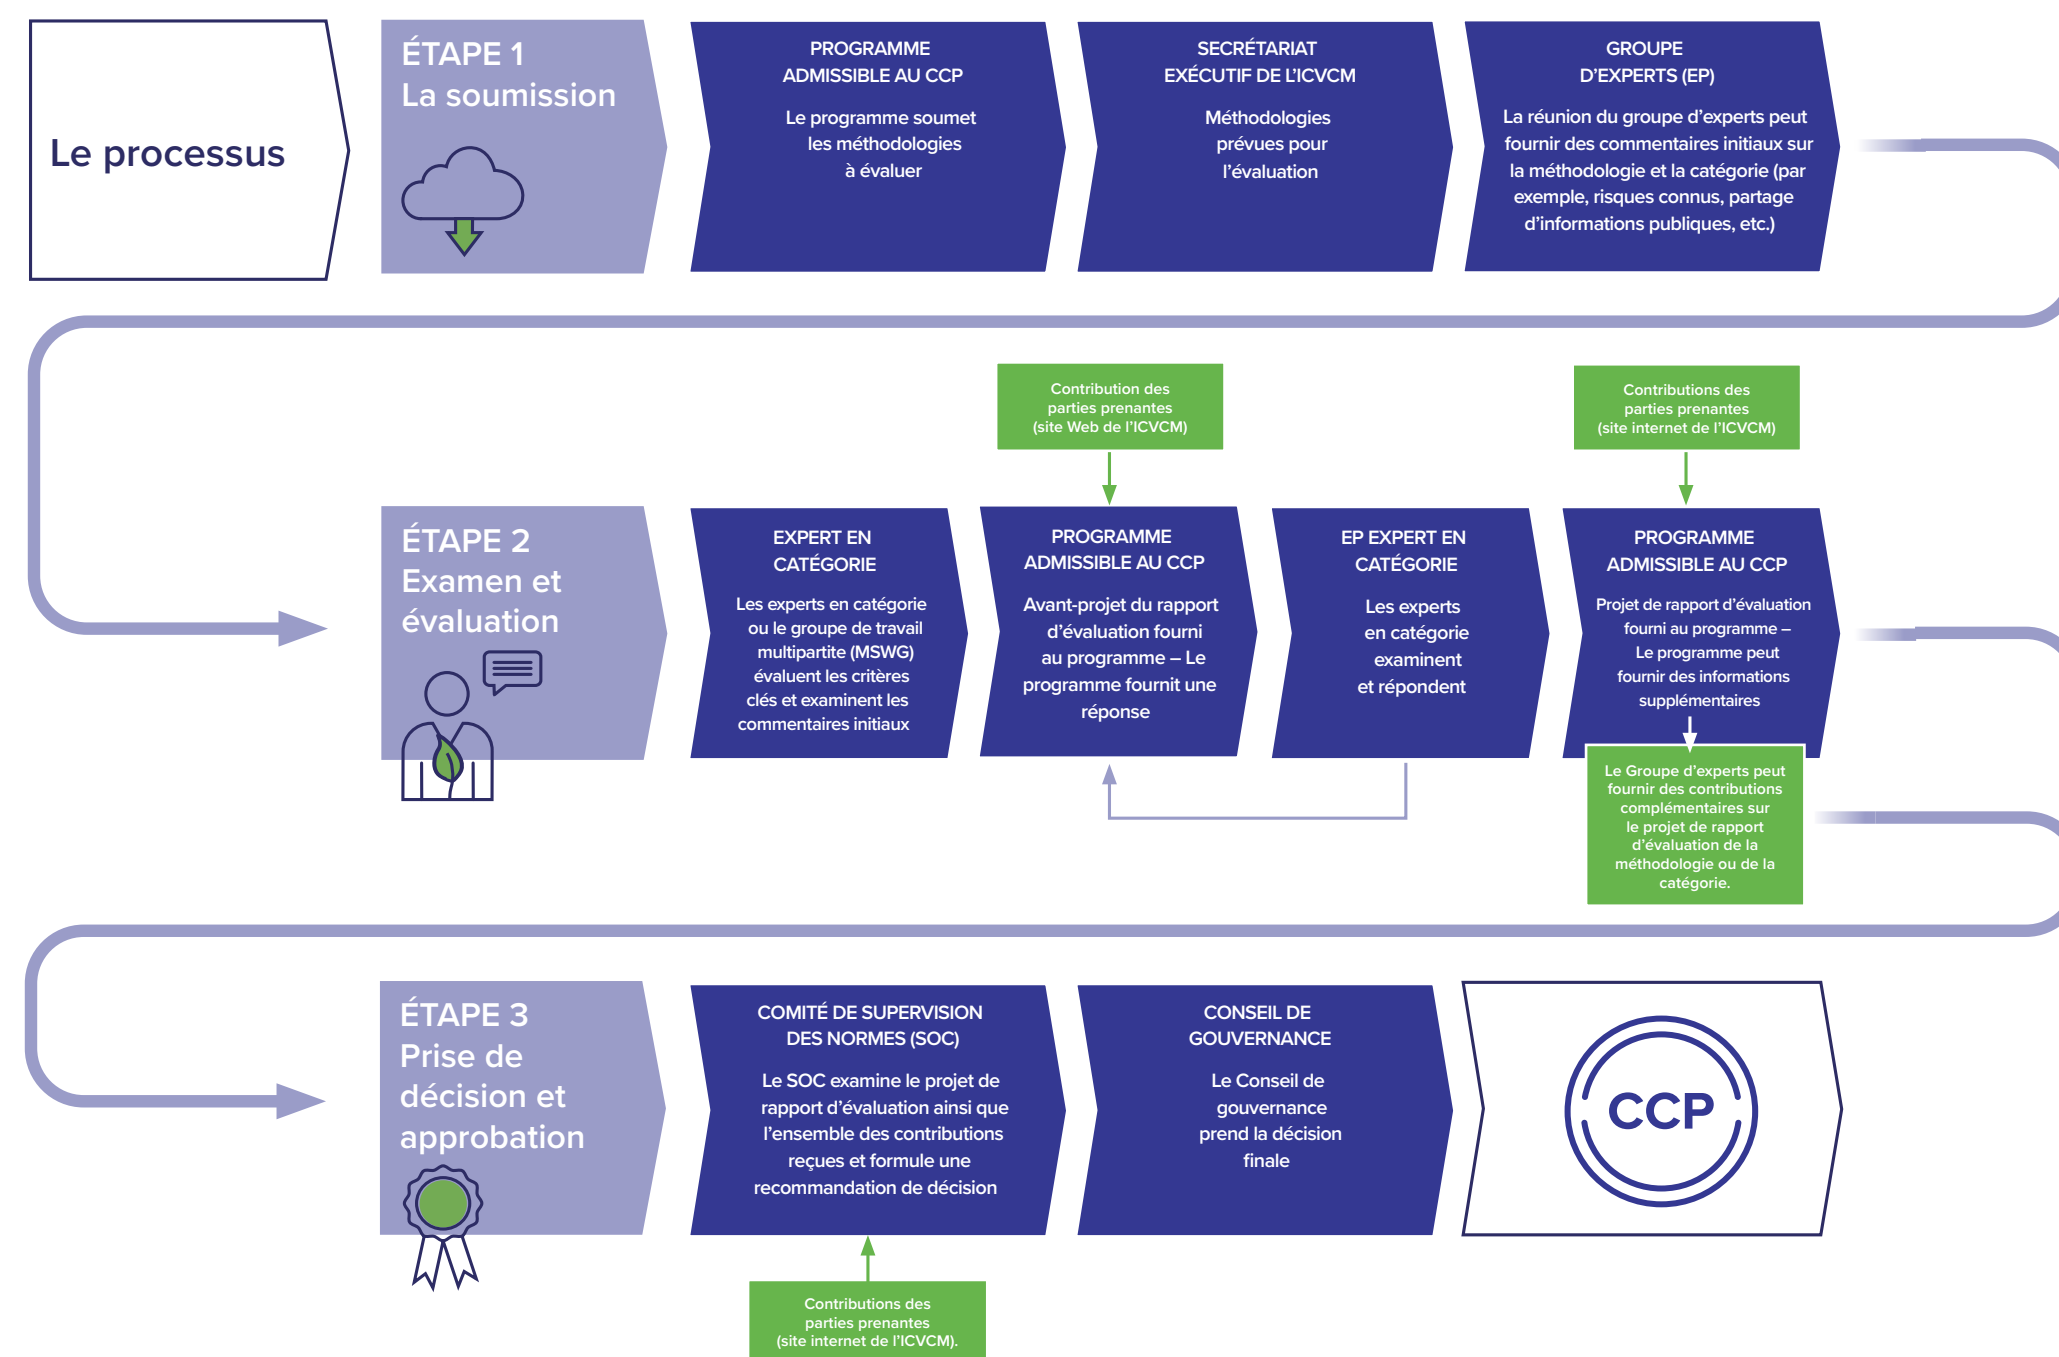 Le processus
ÉTAPE 1
La soumission
PROGRAMME
ADMISSIBLE AU CCP
Le programme soumet
les méthodologies
à évaluer
SECRÉTARIAT
EXÉCUTIF DE L’ICVCM
Méthodologies
prévues pour
l’évaluation
GROUPE
D’EXPERTS (EP)
La réunion du groupe d’experts peut
fournir des commentaires initiaux sur
la méthodologie et la catégorie (par
exemple, risques connus, partage
d’informations publiques, etc.)
Contribution des
parties prenantes
(site Web de l’ICVCM)
Contributions des
parties prenantes
(site internet de l’ICVCM)
ÉTAPE 2
Examen et
évaluation
EXPERT EN
CATÉGORIE
Les experts en catégorie
ou le groupe de travail
multipartite (MSWG)
évaluent les critères
clés et examinent les
commentaires initiaux
PROGRAMME
ADMISSIBLE AU CCP
Avant-projet du rapport
d’évaluation fourni
au programme – Le
programme fournit une
réponse
EP EXPERT EN
CATÉGORIE
Les experts
en catégorie
examinent
et répondent
PROGRAMME
ADMISSIBLE AU CCP
Projet de rapport d’évaluation
fourni au programme –
Le programme peut
fournir des informations
supplémentaires
Le Groupe d’experts peut
fournir des contributions
complémentaires sur
le projet de rapport
d’évaluation de la
méthodologie ou de la
catégorie.
ÉTAPE 3
Prise de
décision et
approbation
COMITÉ DE SUPERVISION
DES NORMES (SOC)
Le SOC examine le projet de
rapport d’évaluation ainsi que
l’ensemble des contributions
reçues et formule une
recommandation de décision
CONSEIL DE
GOUVERNANCE
Le Conseil de
gouvernance
prend la décision
finale
CCP
Contributions des
parties prenantes
(site internet de l’ICVCM).